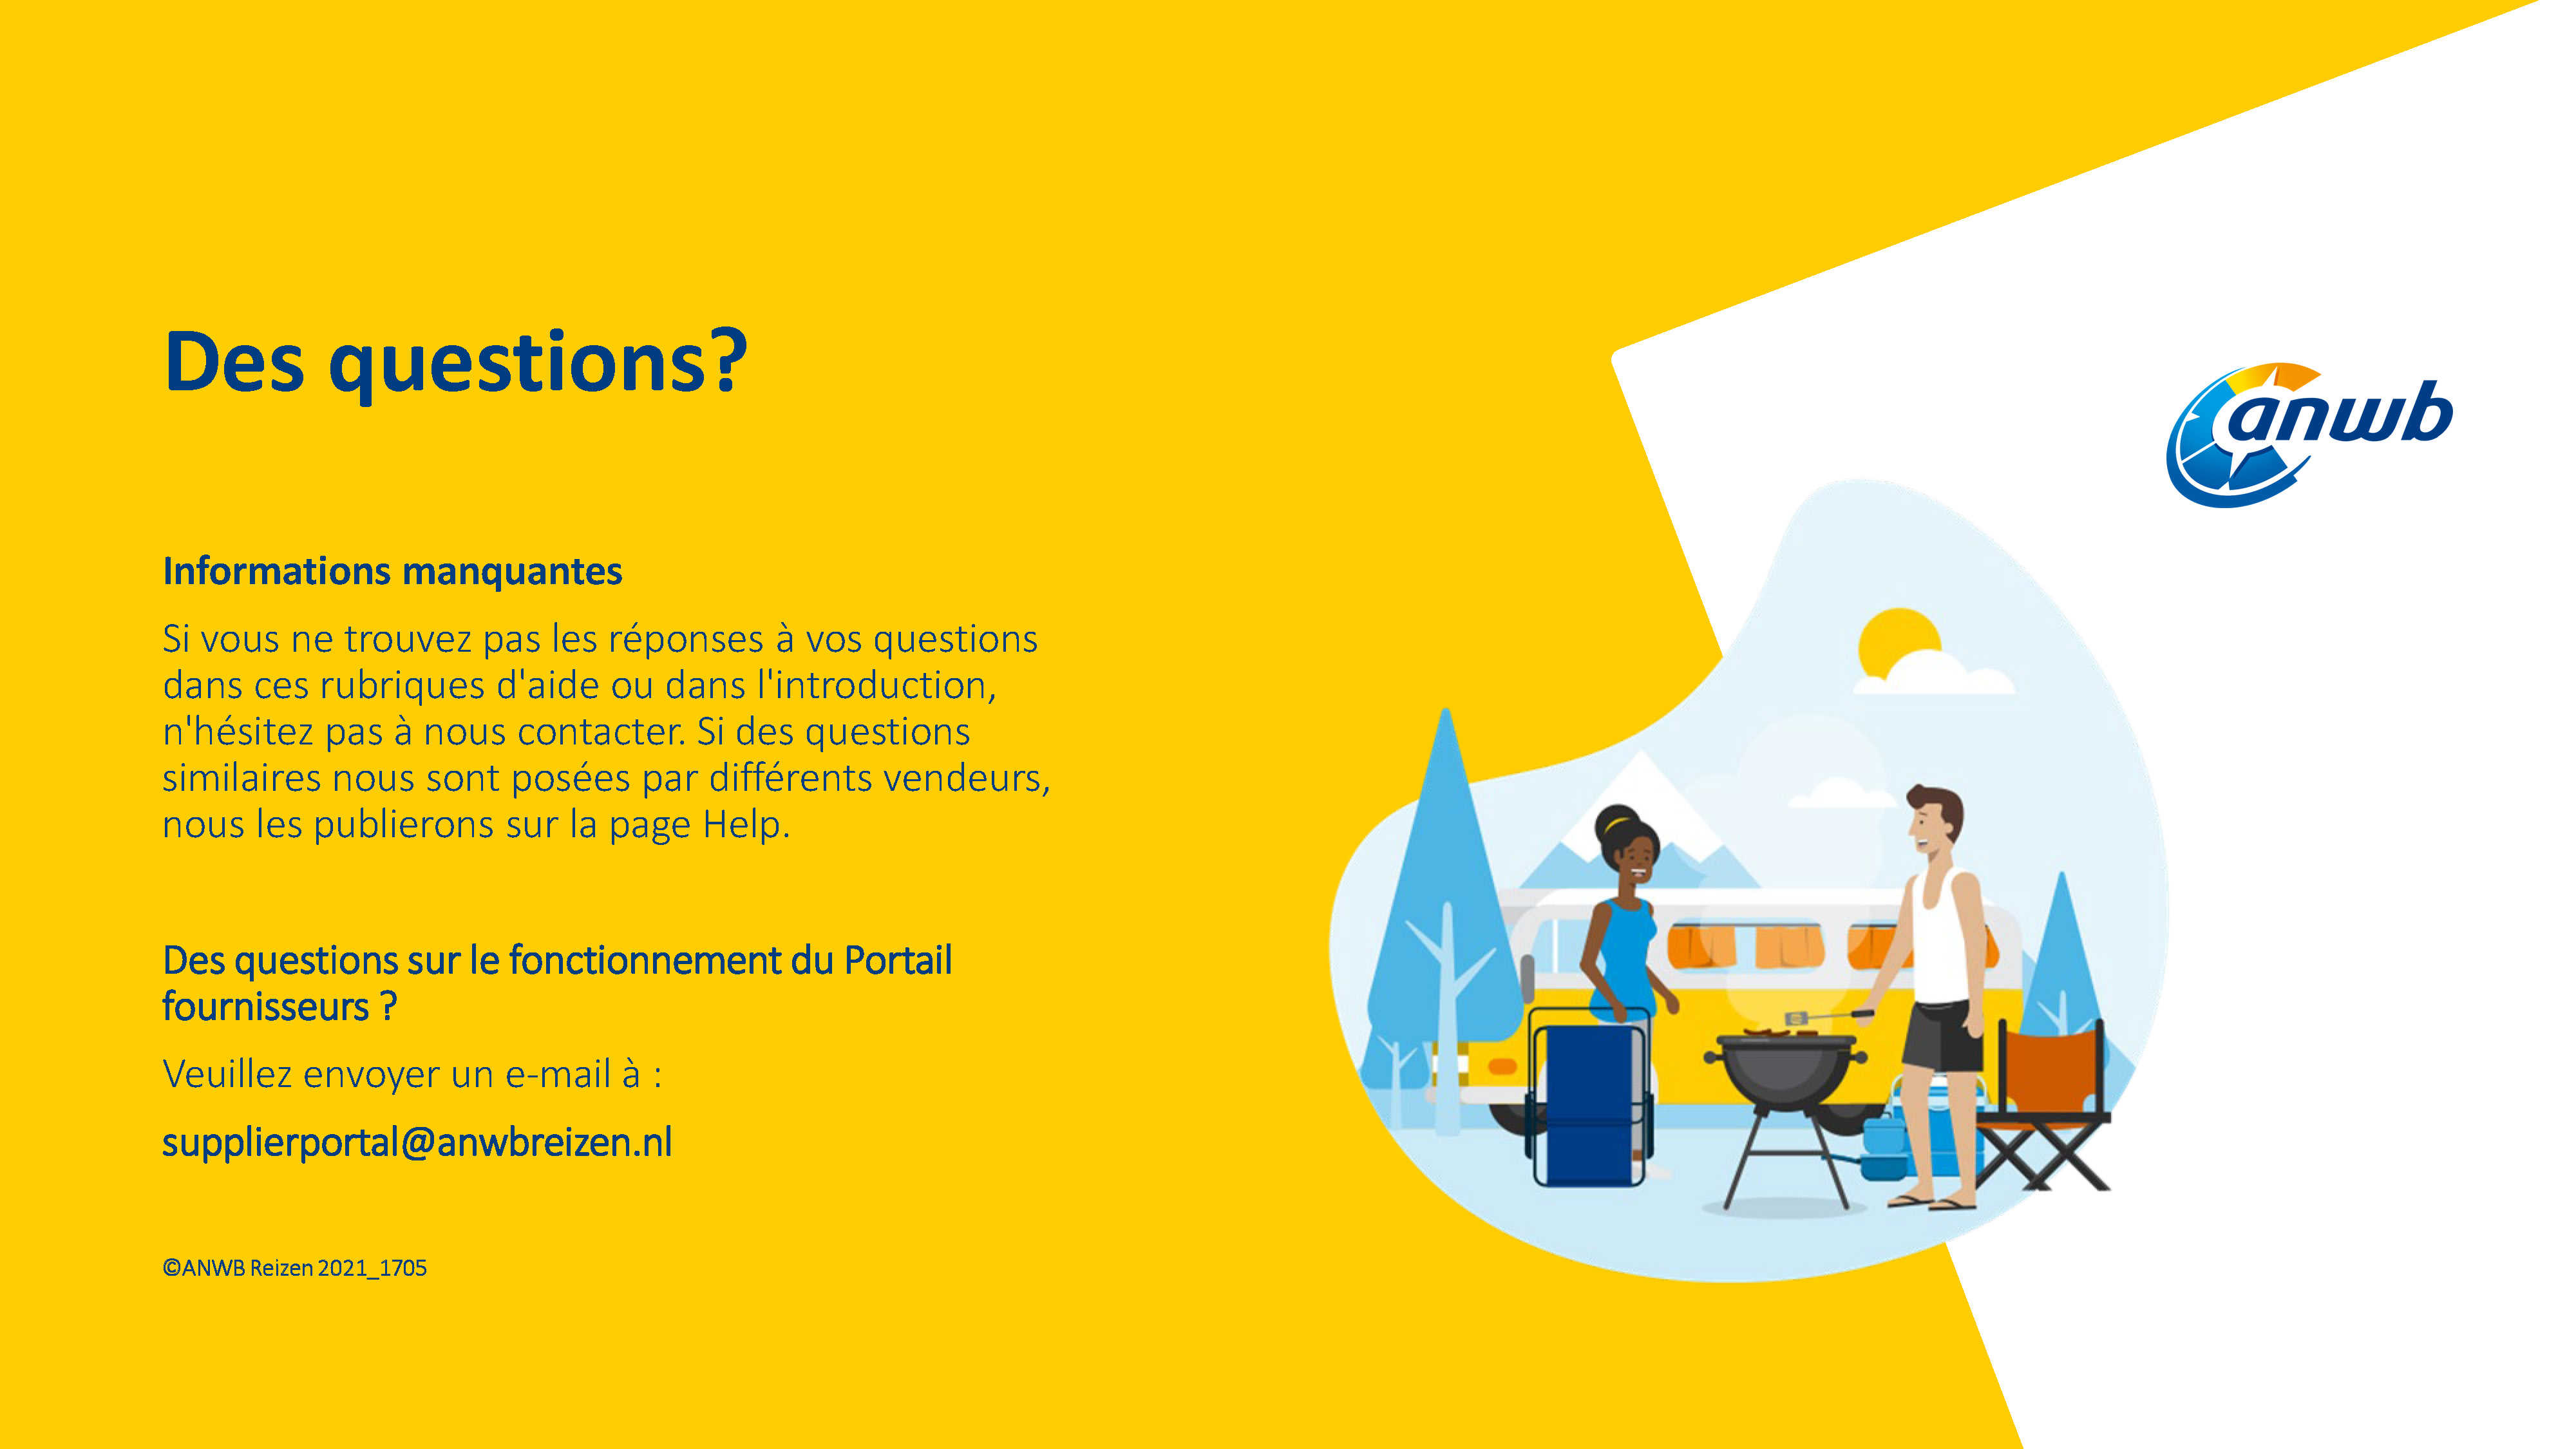 Des questions?
anwb
Informations manquantes
Si vous ne trouvez pas les réponses à vos questions
dans ces rubriques d'aide ou dans l'introduction,
n'hésitez pas à nous contacter. Si des questions
similaires nous sont posées par différents vendeurs,
nous les publierons sur la page Help.
Des questions sur le fonctionnement du Portail
fournisseurs ?
Veuillez envoyer un e-mail à :
supplierportal@anwbreizen.nl
©ANWB Reizen 2021_1705